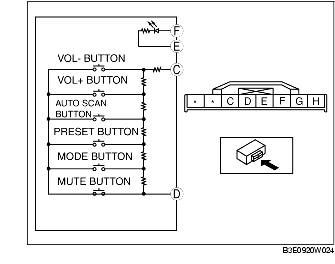 F
E
VOL- BUTTON
C
VOL+ BUTTON
AUTO SCAN
BUTTON
PRESET BUTTON
MODE BUTTON
MUTE BUTTON
D
* * C D E F G H
B3E0920W024